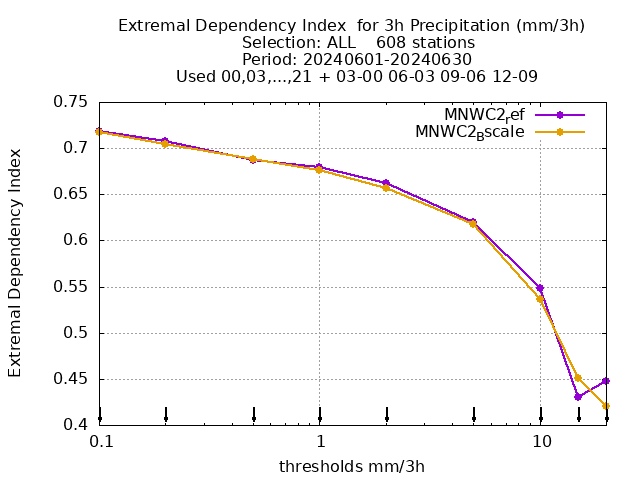 Extremal Dependency Index  for 3h Precipitation (mm/3h)
Selection: ALL    608 stations
Period: 20240601-20240630
Used 00,03,...,21 + 03-00 06-03 09-06 12-09
MNWC2ref
MNWC2Bscale
0.75
0.7
0.65
0.6
0.55
0.5
0.45
0.4
Extremal Dependency Index
0.1
1
10
thresholds mm/3h